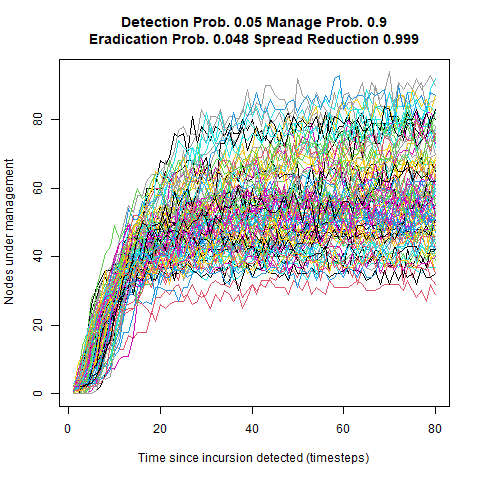 Detection Prob. 0.05 Manage Prob. 0.9
Eradication Prob. 0.048 Spread Reduction 0.999
Nodes under management
80
60
40
20
0
0 20 40 60 80
Time since incursion detected (timesteps)